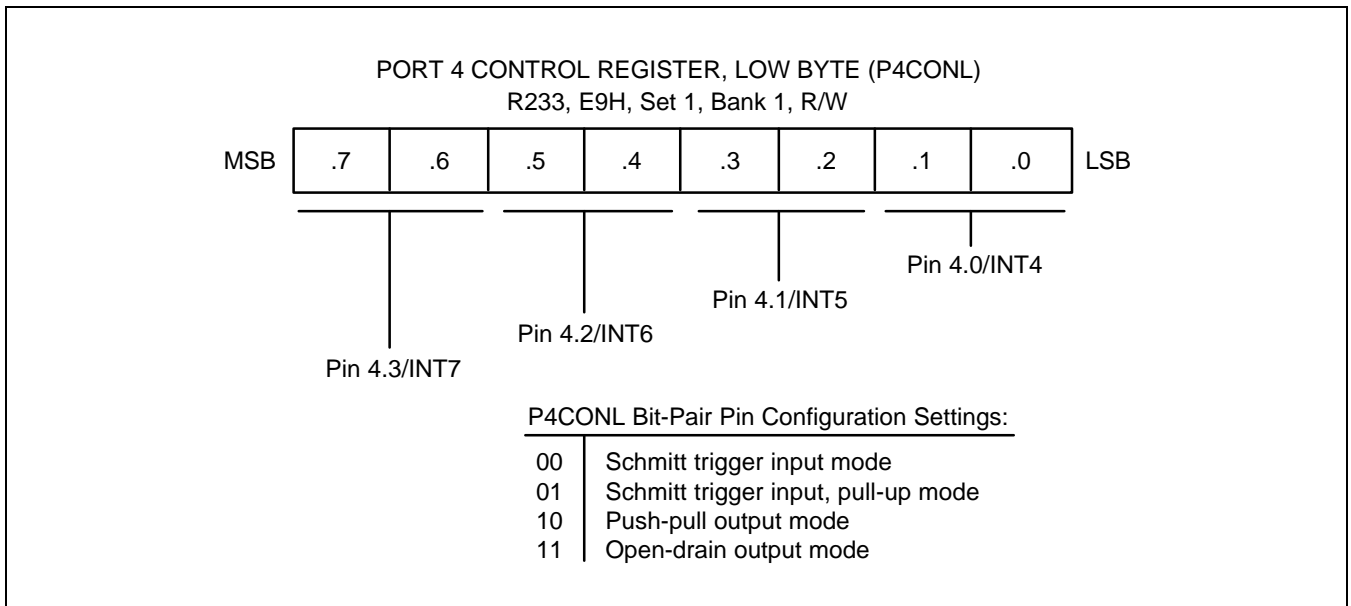 PORT 4 CONTROL REGISTER, LOW BYTE (P4CONL)
R233, E9H, Set 1, Bank 1, R/W
MSB .7 .6 .5 .4 .3 .2 .1 .0 LSB
Pin 4.0/INT4
Pin 4.1/INT5
Pin 4.2/INT6
Pin 4.3/INT7
P4CONL Bit-Pair Pin Configuration Settings:
00 Schmitt trigger input mode
01 Schmitt trigger input, pull-up mode
10 Push-pull output mode
11 Open-drain output mode